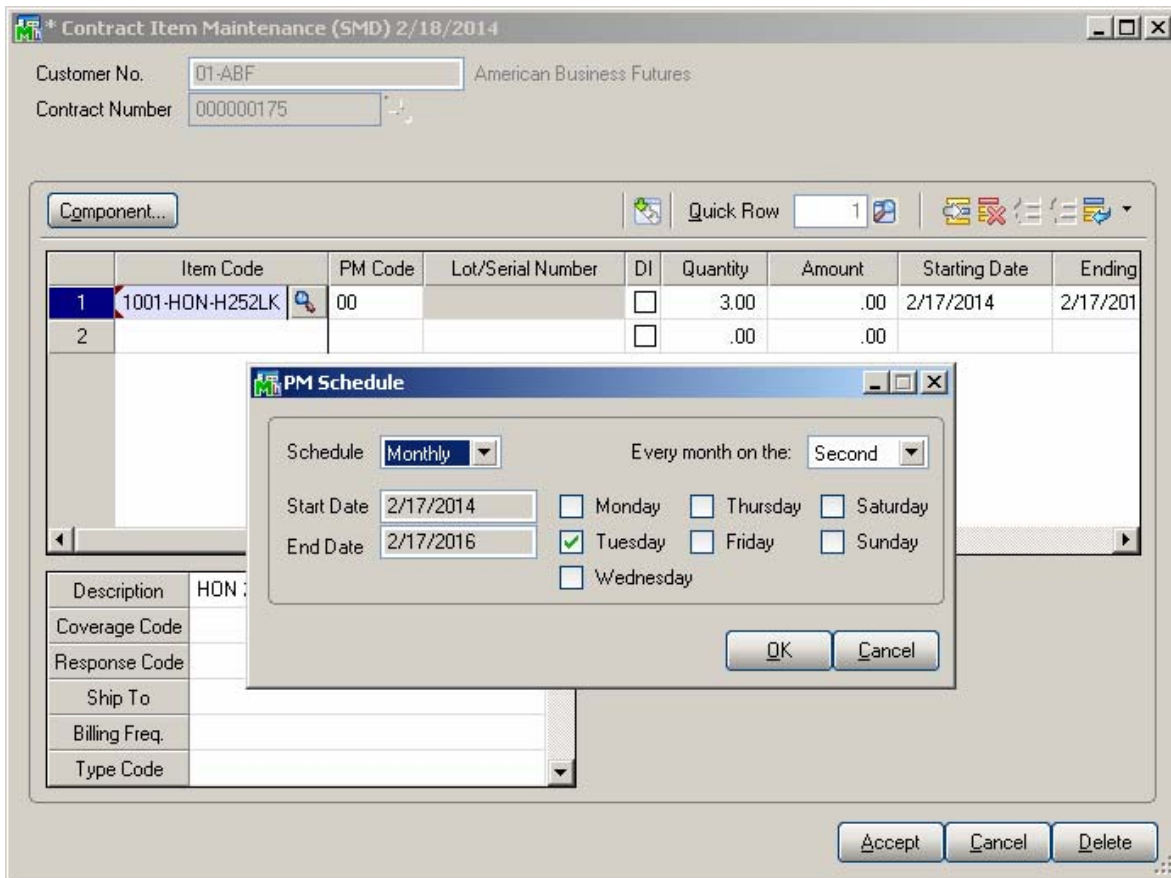 * Contract Item Maintenance (SMD) 2/18/2014
Customer No. 01-ABF American Business Futures
Contract Number 000000175
Component... Quick Row 1
Item Code PM Code Lot/Serial Number DI Quantity Amount Starting Date Ending
1 1001-HON-H252LK 00 3.00 .00 2/17/2014 2/17/201
2 .00 .00
PM Schedule
Schedule Monthly Every month on the: Second
Start Date 2/17/2014 Monday Thursday Saturday
End Date 2/17/2016 Tuesday Friday Sunday
Wednesday
OK Cancel
Description HON
Coverage Code
Response Code
Ship To
Billing Freq.
Type Code
Accept Cancel Delete